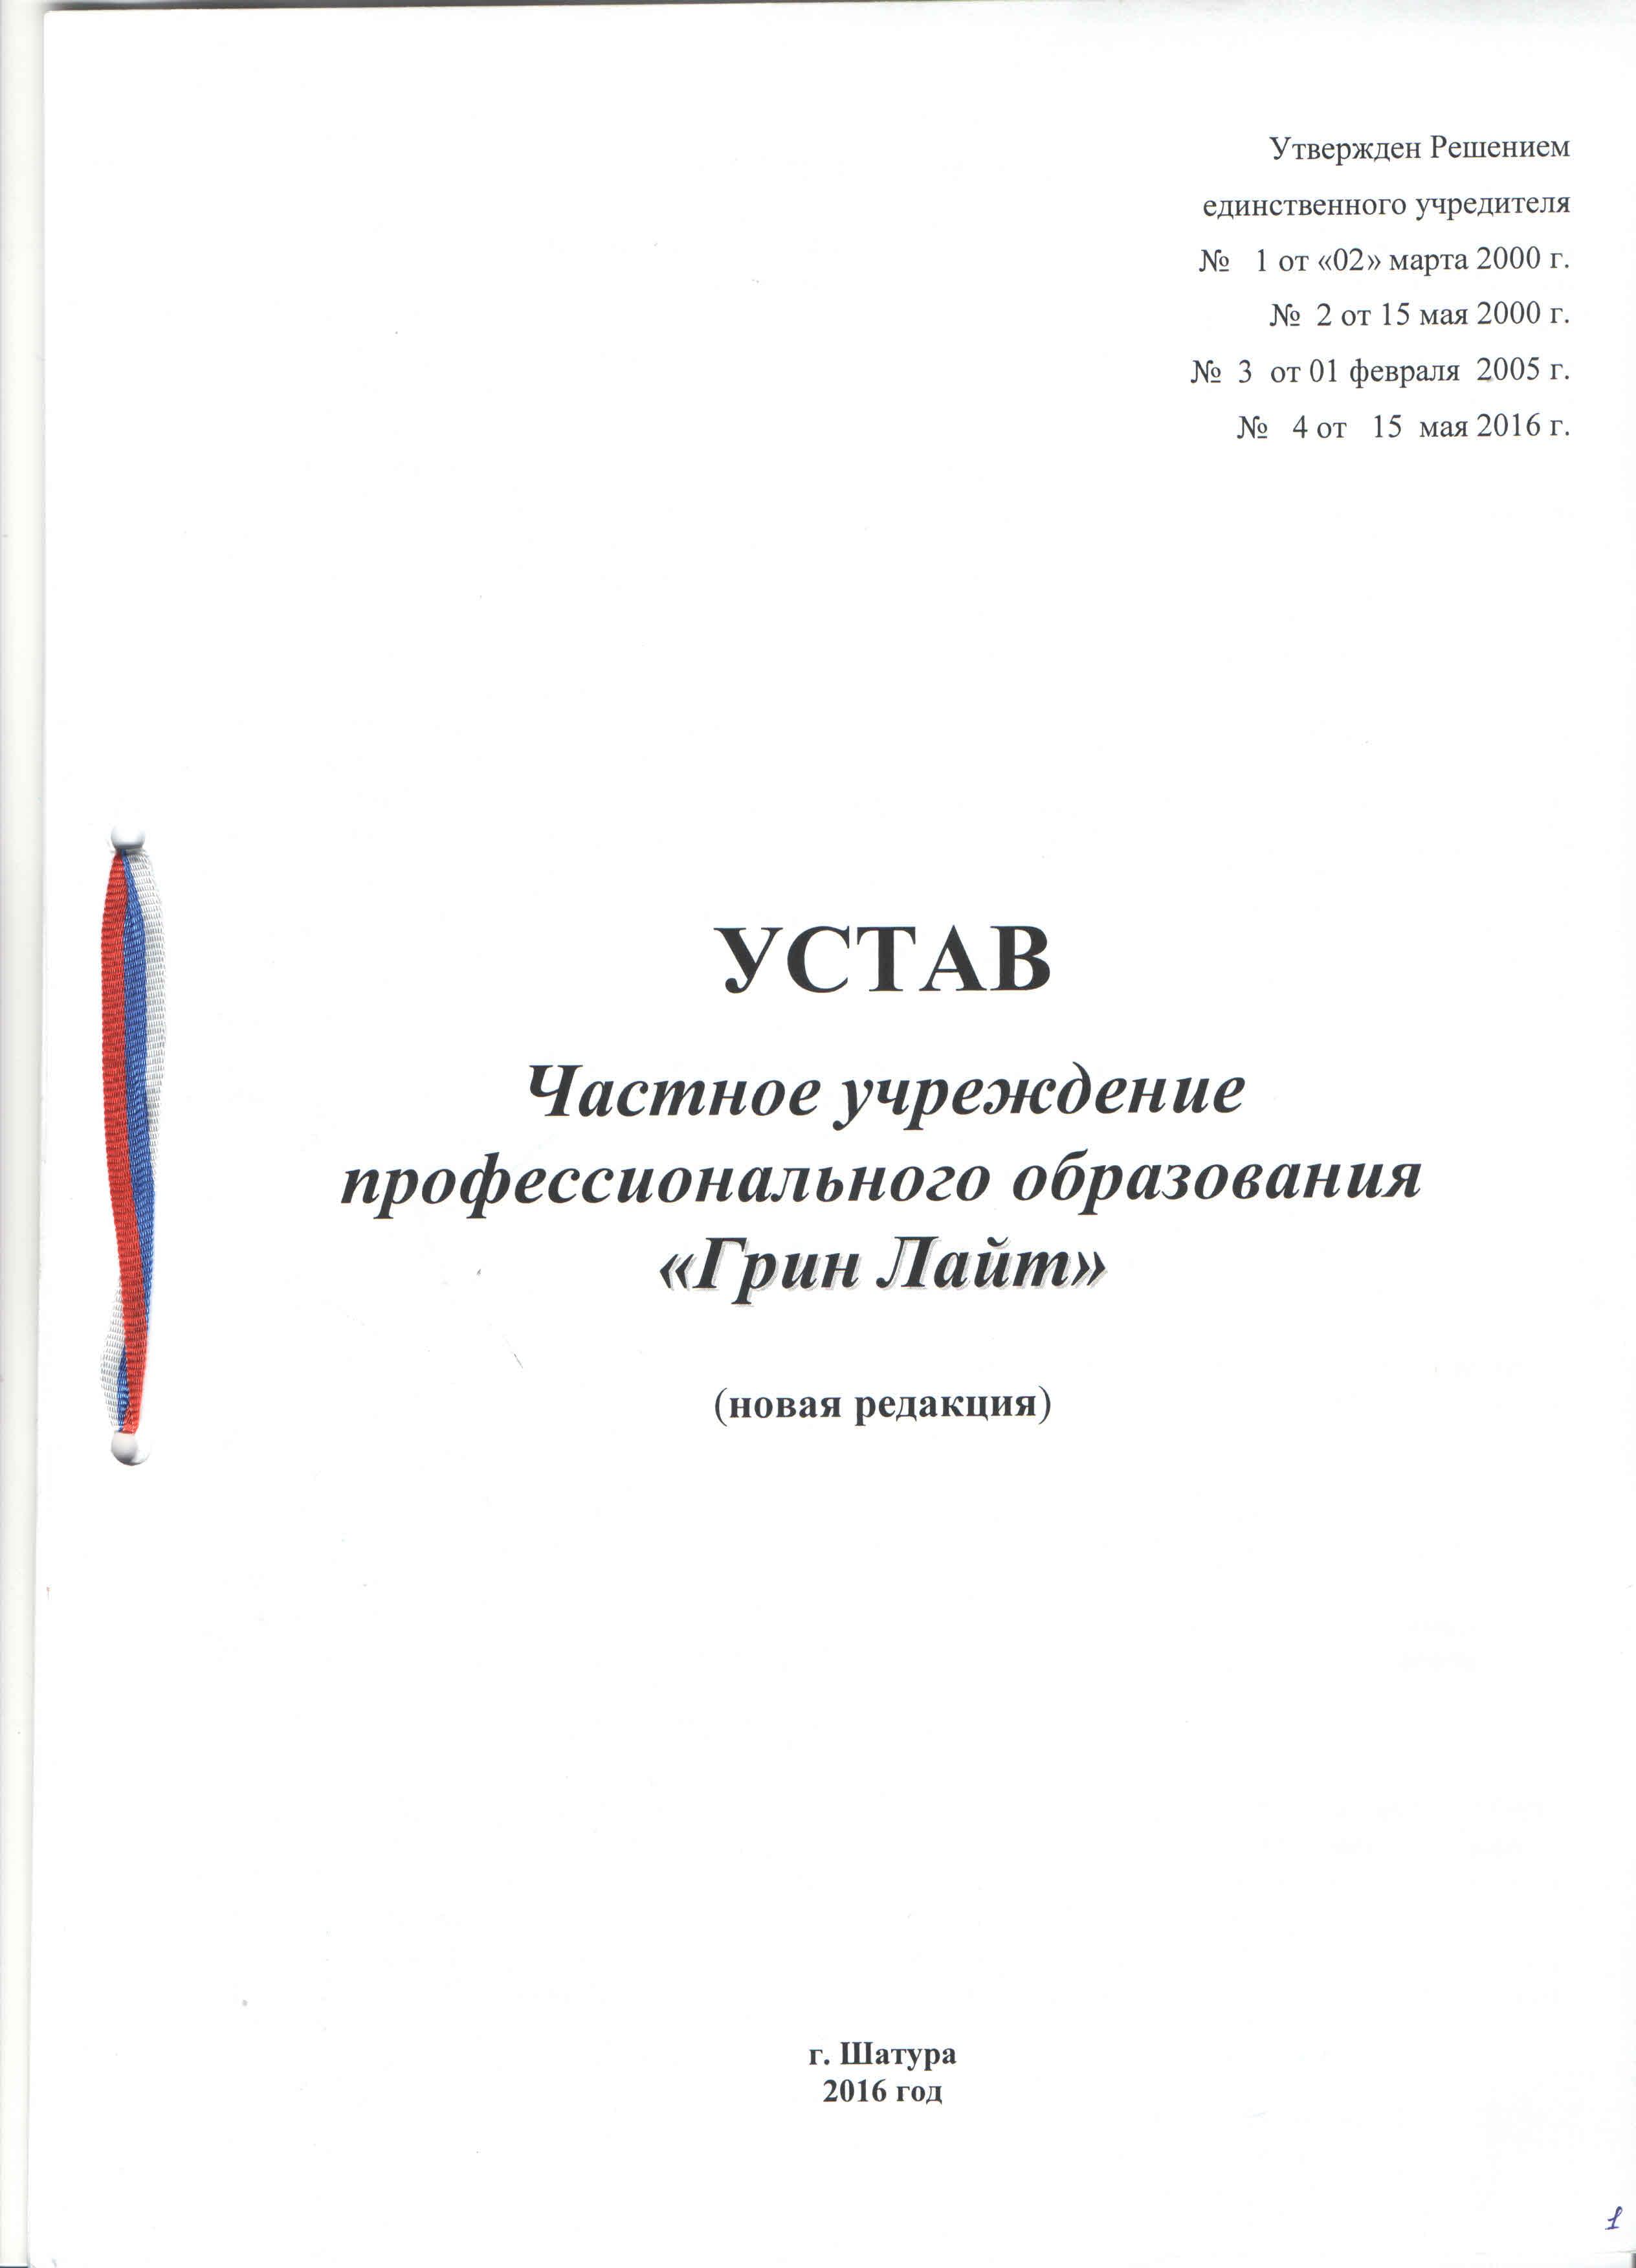 Утвержден Решением
единственного учредителя
№ 1 от «02» марта 2000 г.
№ 2 от 15 мая 2000 г.
№ 3 от 01 февраля 2005 г.
№ 4 от 15 мая 2016 г.
УСТАВ
Частное учреждение
профессионального образования
«Грин Лайт»
(новая редакция)
г. Шатура
2016 год
1